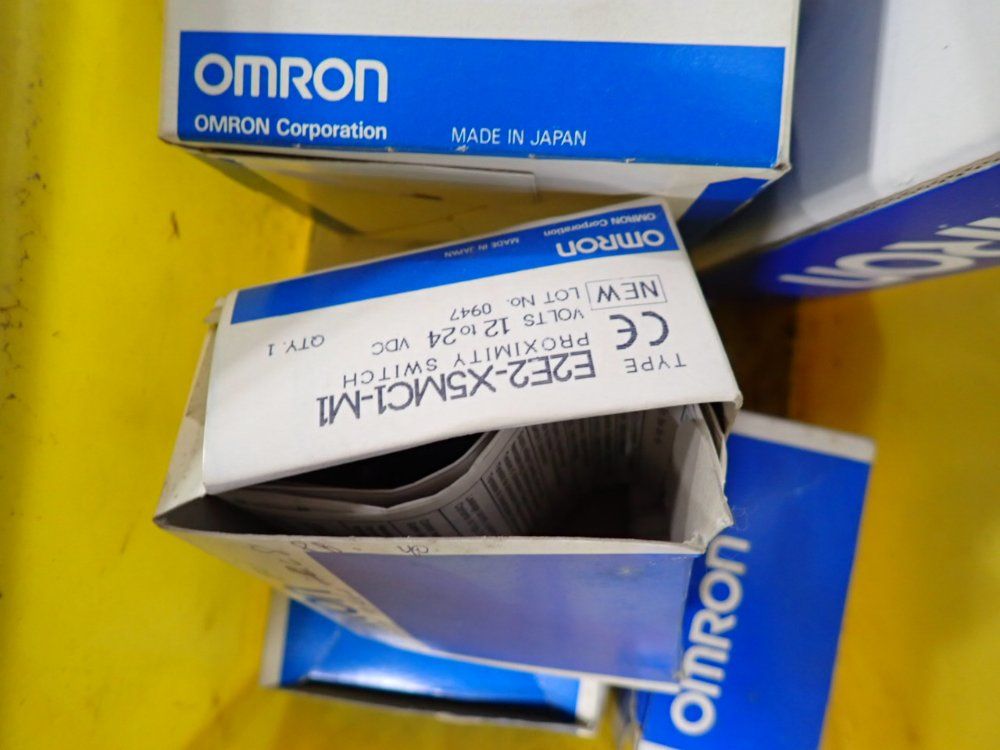 OMRON
OMRON Corporation
MADE IN JAPAN
TYPE
E2E2-X5MC1-M1
PROXIMITY SWITCH
CE
VOLTS 12 to 24 VDC
NEW LOT No. 0947
QTY. 1
OMRON
OMRON Corporation
MADE IN JAPAN
OMRON